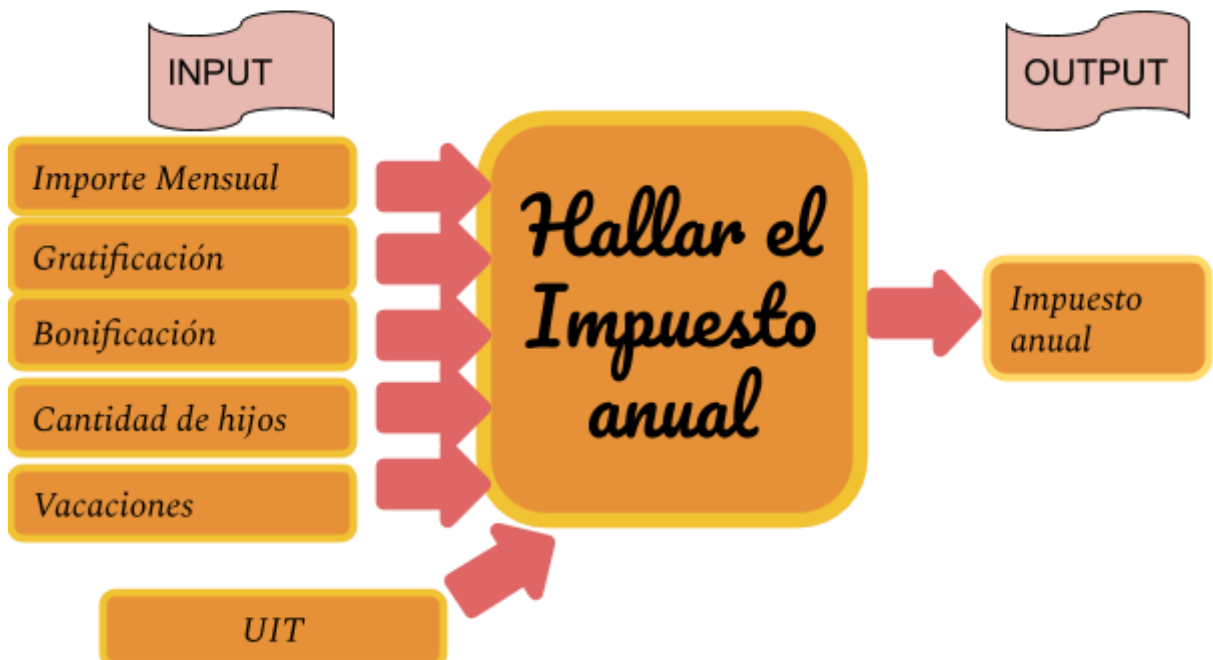 INPUT
OUTPUT
Importe Mensual
Gratificación
Bonificación
Cantidad de hijos
Vacaciones
UIT
Hallar el
Impuesto
anual
Impuesto
anual